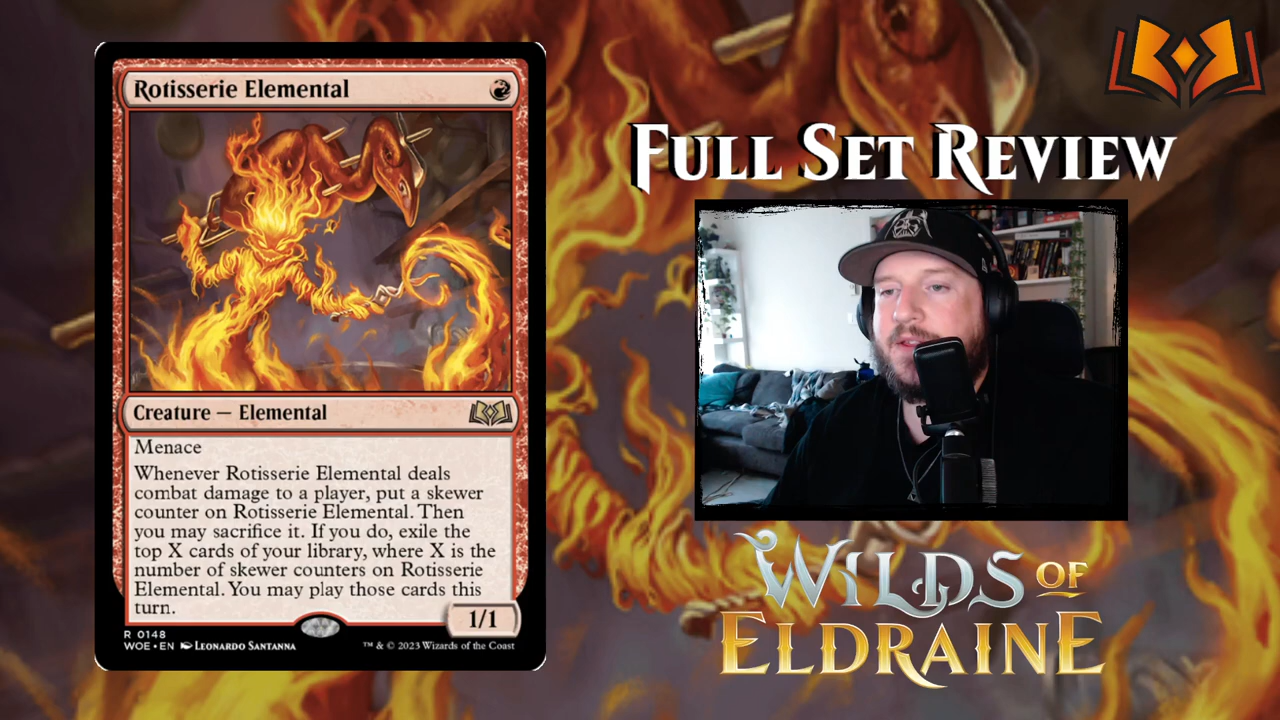 Rotisserie Elemental
Creature — Elemental
Menace
Whenever Rotisserie Elemental deals
combat damage to a player, put a skewer
counter on Rotisserie Elemental. Then
you may sacrifice it. If you do, exile the
top X cards of your library, where X is the
number of skewer counters on Rotisserie
Elemental. You may play those cards this
turn.
1/1
R 0148
WOE • EN Leonardo Santanna
™ & © 2023 Wizards of the Coast
Full Set Review
Wilds of
Eldraine